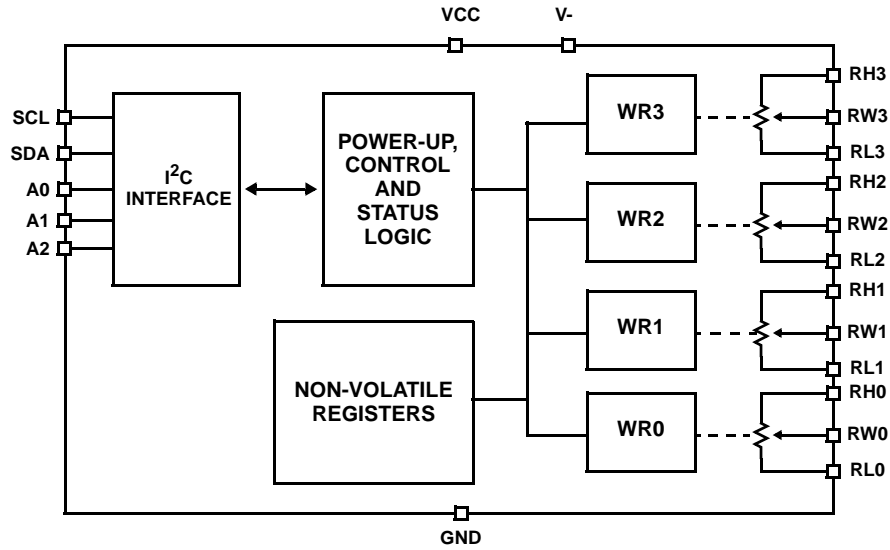 VCC
V-
SCL
SDA
A0
A1
A2
I²C
INTERFACE
POWER-UP,
CONTROL
AND
STATUS
LOGIC
NON-VOLATILE
REGISTERS
WR3
WR2
WR1
WR0
RH3
RW3
RL3
RH2
RW2
RL2
RH1
RW1
RL1
RH0
RW0
RL0
GND